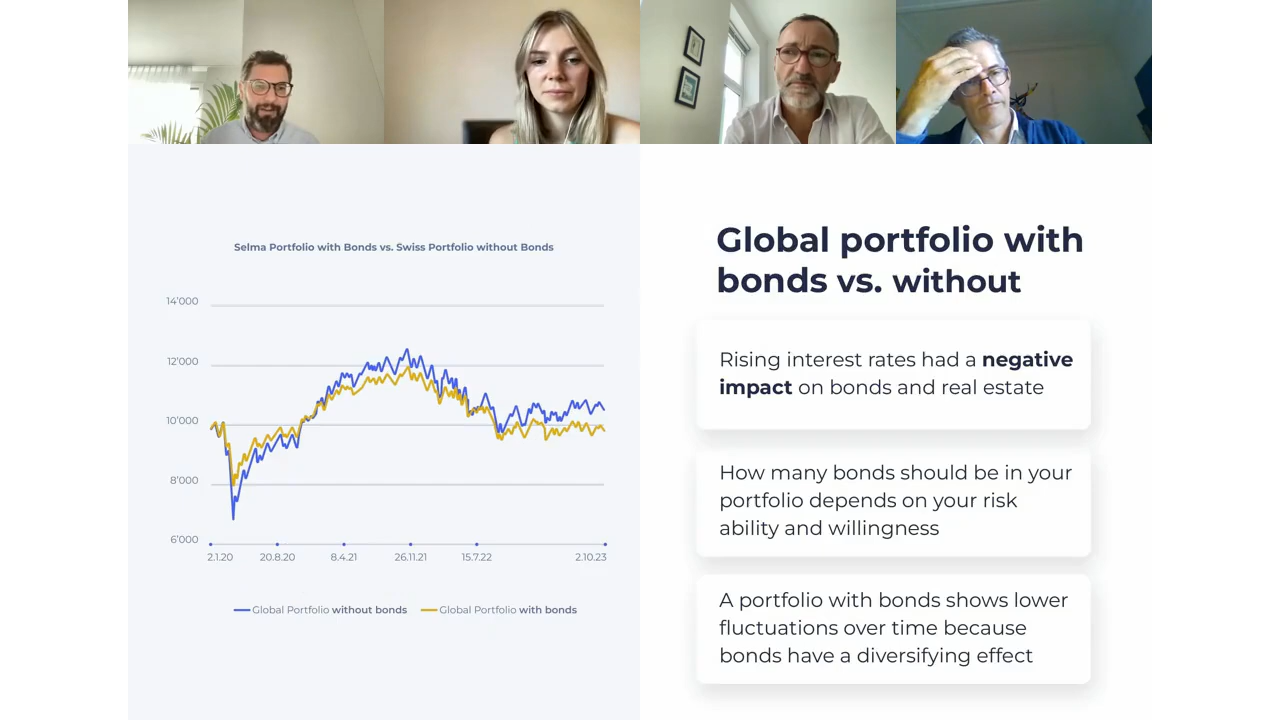 Selma Portfolio with Bonds vs. Swiss Portfolio without Bonds
14'000
12'000
10'000
8'000
6'000
2.1.20 20.8.20 8.4.21 26.11.21 15.7.22 2.10.23
Global Portfolio without bonds Global Portfolio with bonds
Global portfolio with
bonds vs. without
Rising interest rates had a negative
impact on bonds and real estate
How many bonds should be in your
portfolio depends on your risk
ability and willingness
A portfolio with bonds shows lower
fluctuations over time because
bonds have a diversifying effect